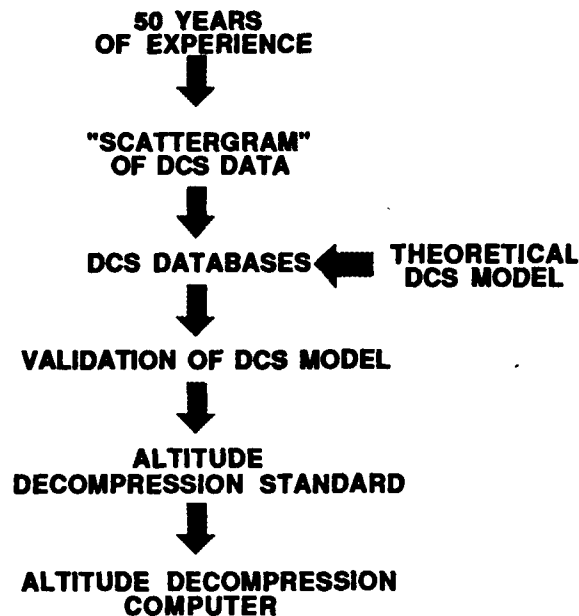 50 YEARS
OF EXPERIENCE
"SCATTERGRAM"
OF DCS DATA
DCS DATABASES
THEORETICAL
DCS MODEL
VALIDATION OF DCS MODEL
ALTITUDE
DECOMPRESSION STANDARD
ALTITUDE DECOMPRESSION
COMPUTER